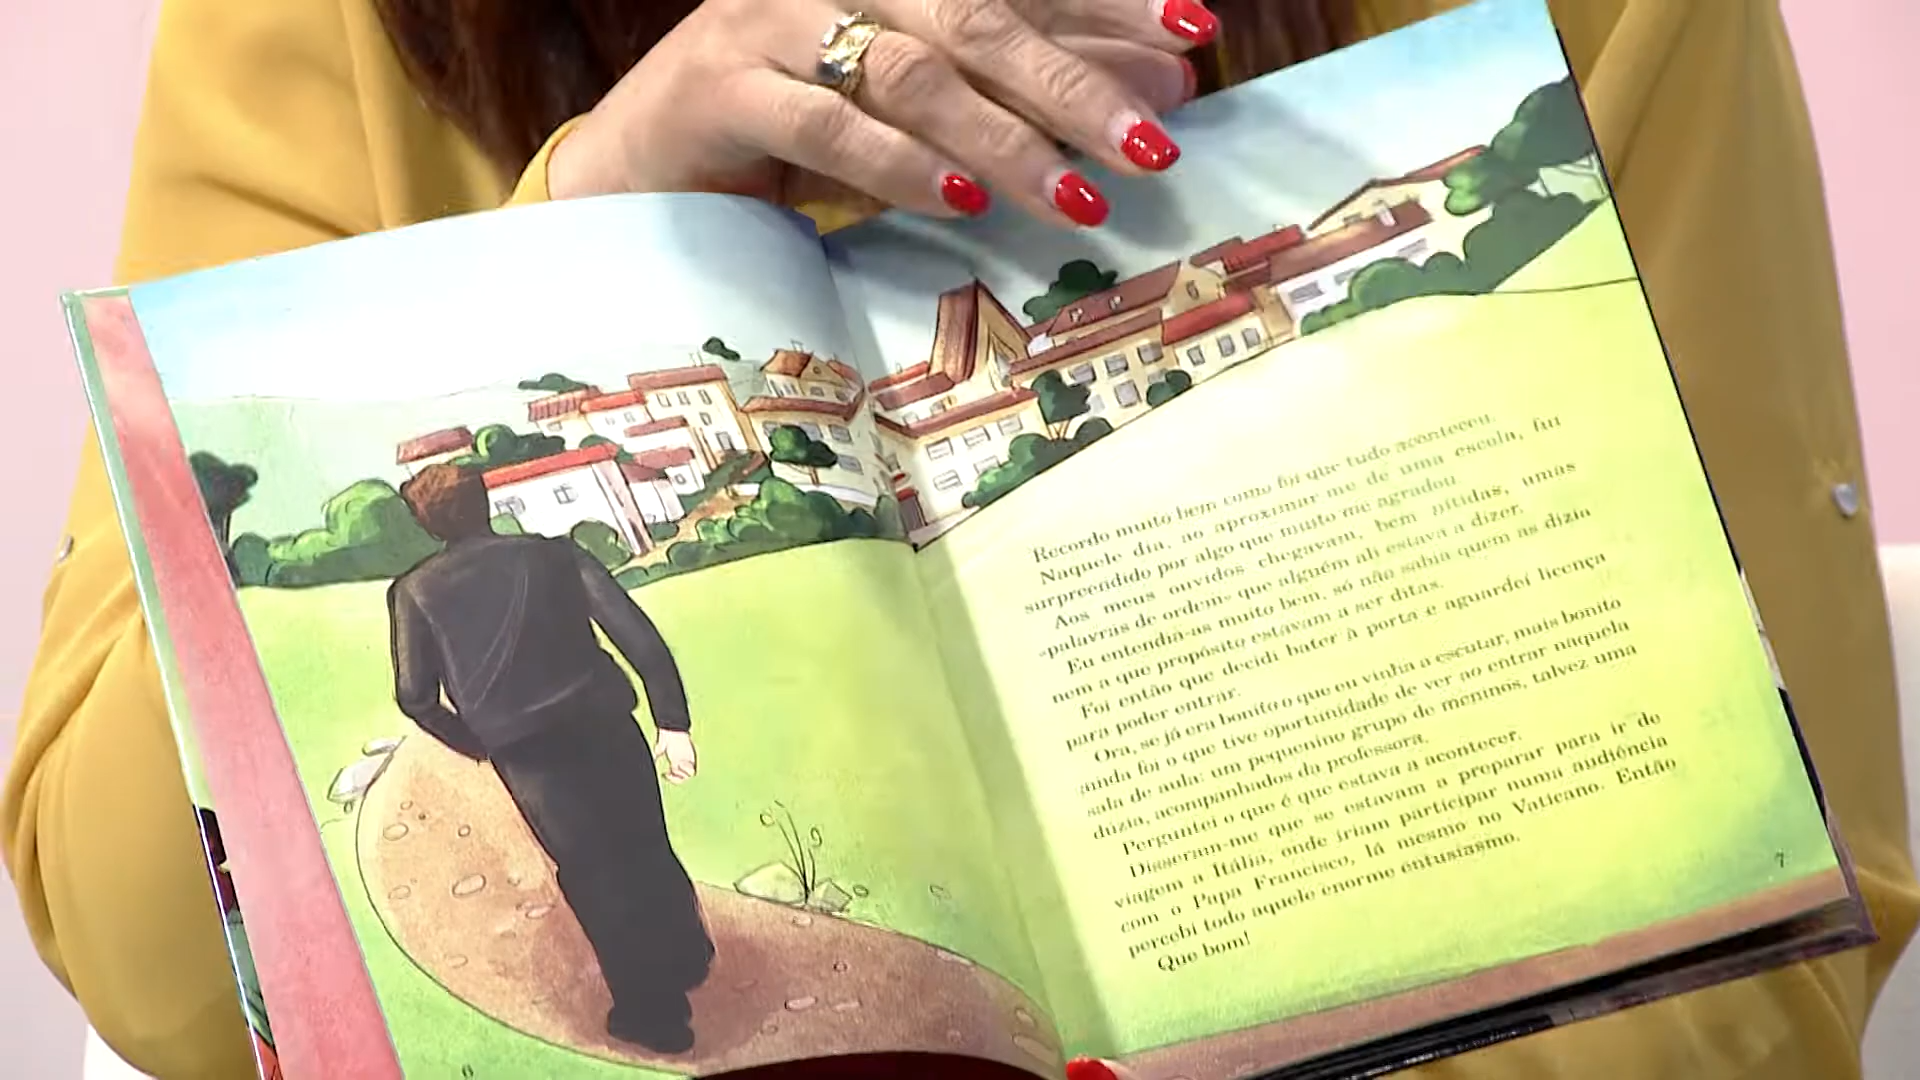 Recordo muito bem como foi que tudo aconteceu.
Naquele dia, ao aproximar-me de uma escola, fui
surpreendido por algo que muito me agradou.
Aos meus ouvidos chegavam, bem nítidas, umas
«palavras de ordem» que alguém ali estava a dizer.
Eu entendia-as muito bem, só não sabia quem as dizia
nem a que propósito estavam a ser ditas.
Foi então que decidi bater à porta e aguardei licença
para poder entrar.
Ora, se já era bonito o que eu vinha a escutar, mais bonito
ainda foi o que tive oportunidade de ver ao entrar naquela
sala de aula: um pequenino grupo de meninos, talvez uma
dúzia, acompanhados da professora.
Perguntei o que é que estava a acontecer.
Disseram-me que se estavam a preparar para ir de
viagem a Itália, onde iriam participar numa audiência
com o Papa Francisco, lá mesmo no Vaticano. Então
percebi todo aquele enorme entusiasmo.
Que bom!
6
7